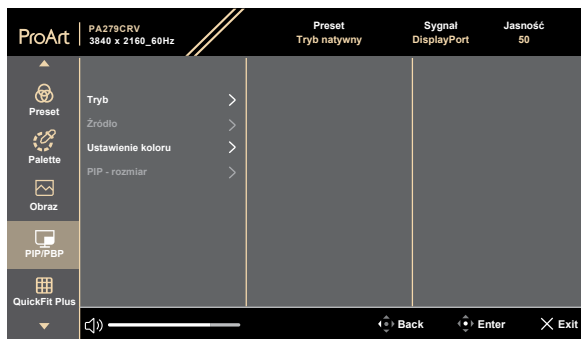 ProArt
PA279CRV
3840 x 2160_60Hz
Preset
Tryb natywny
Sygnał
DisplayPort
Jasność
50
Preset
Palette
Obraz
PIP/PBP
QuickFit Plus
Tryb
Źródło
Ustawienie koloru
PIP - rozmiar
Back
Enter
Exit